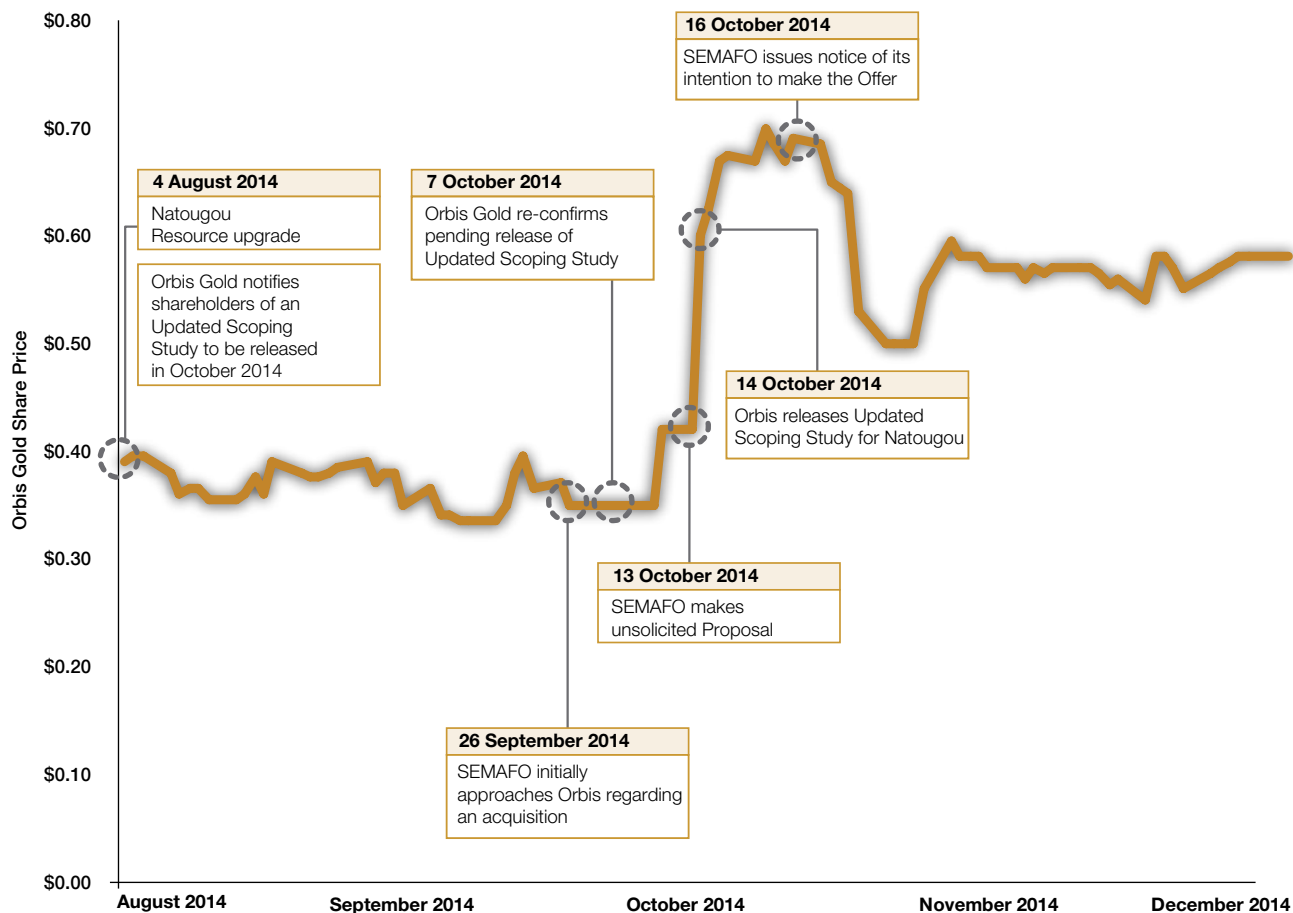 $0.80
$0.70
$0.60
$0.50
$0.40
$0.30
$0.20
$0.10
$0.00
Orbis Gold Share Price
4 August 2014
Natougou
Resource upgrade
Orbis Gold notifies
shareholders of an
Updated Scoping
Study to be released
in October 2014
7 October 2014
Orbis Gold re-confirms
pending release of
Updated Scoping Study
16 October 2014
SEMAFO issues notice of its
intention to make the Offer
14 October 2014
Orbis releases Updated
Scoping Study for Natougou
13 October 2014
SEMAFO makes
unsolicited Proposal
26 September 2014
SEMAFO initially
approaches Orbis regarding
an acquisition
August 2014
September 2014
October 2014
November 2014
December 2014